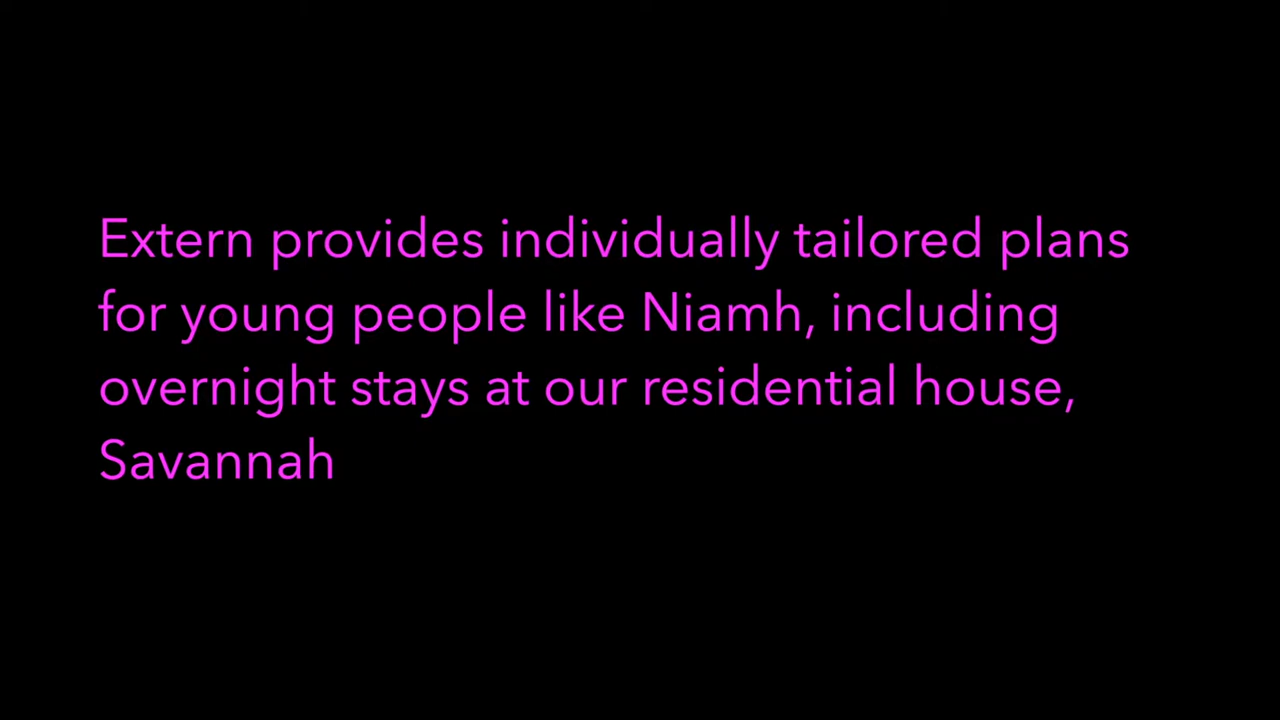 Extern provides individually tailored plans
for young people like Niamh, including
overnight stays at our residential house,
Savannah